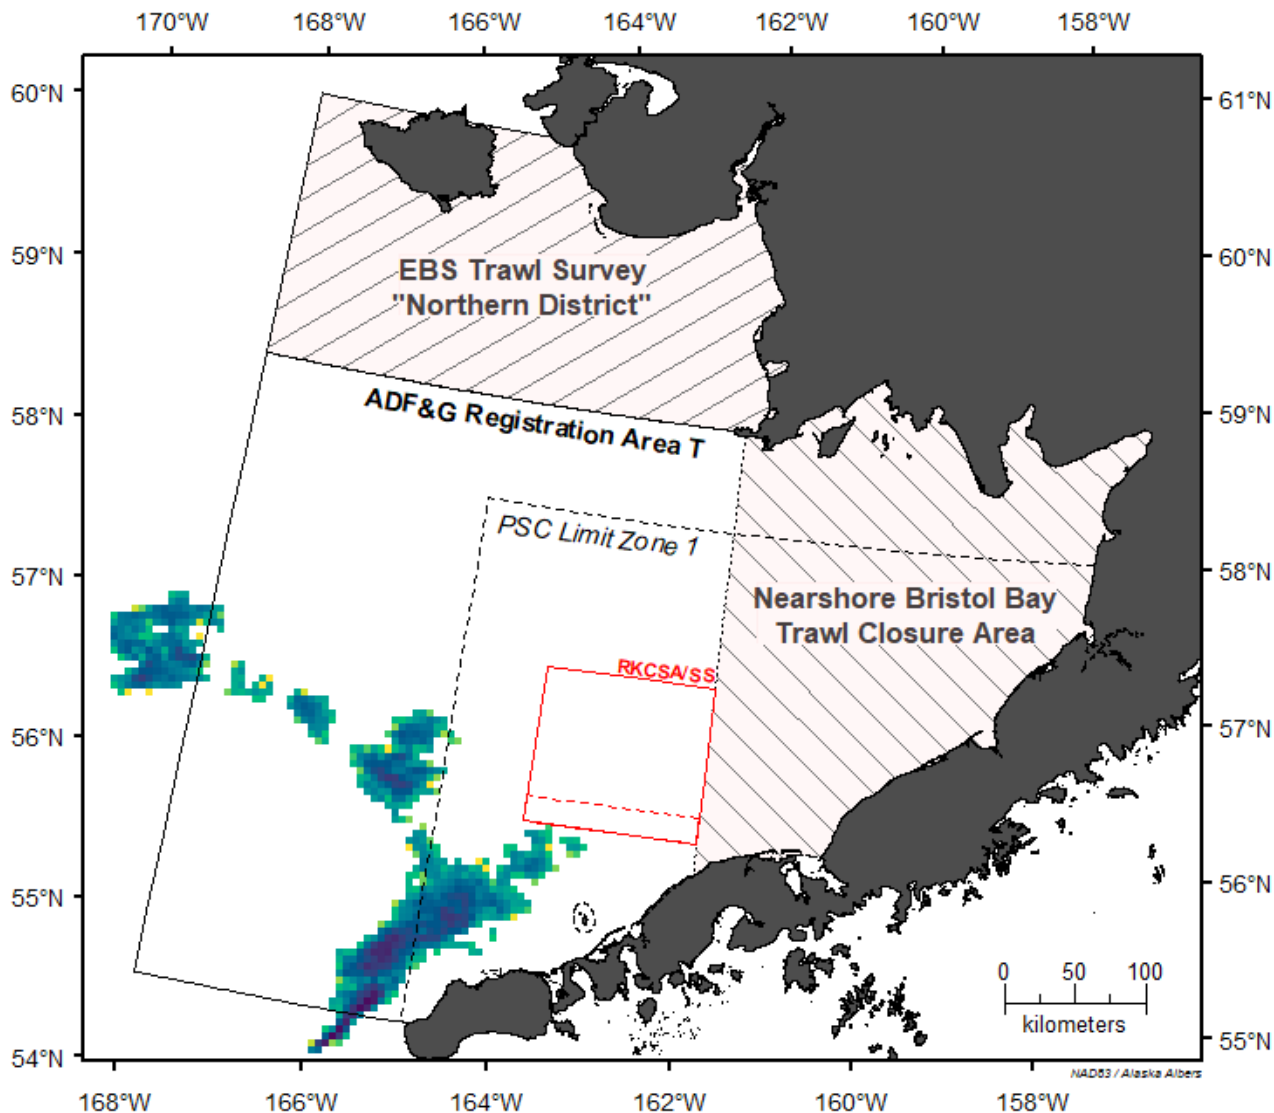 170°W 168°W 166°W 164°W 162°W 160°W 158°W
60°N
61°N
59°N
60°N
EBS Trawl Survey
"Northern District"
58°N
59°N
ADF&G Registration Area T
PSC Limit Zone 1
57°N
58°N
Nearshore Bristol Bay
Trawl Closure Area
RKCSA/SS
56°N
57°N
55°N
56°N
0 50 100
kilometers
54°N
55°N
NAD83 / Alaska Albers
168°W 166°W 164°W 162°W 160°W 158°W